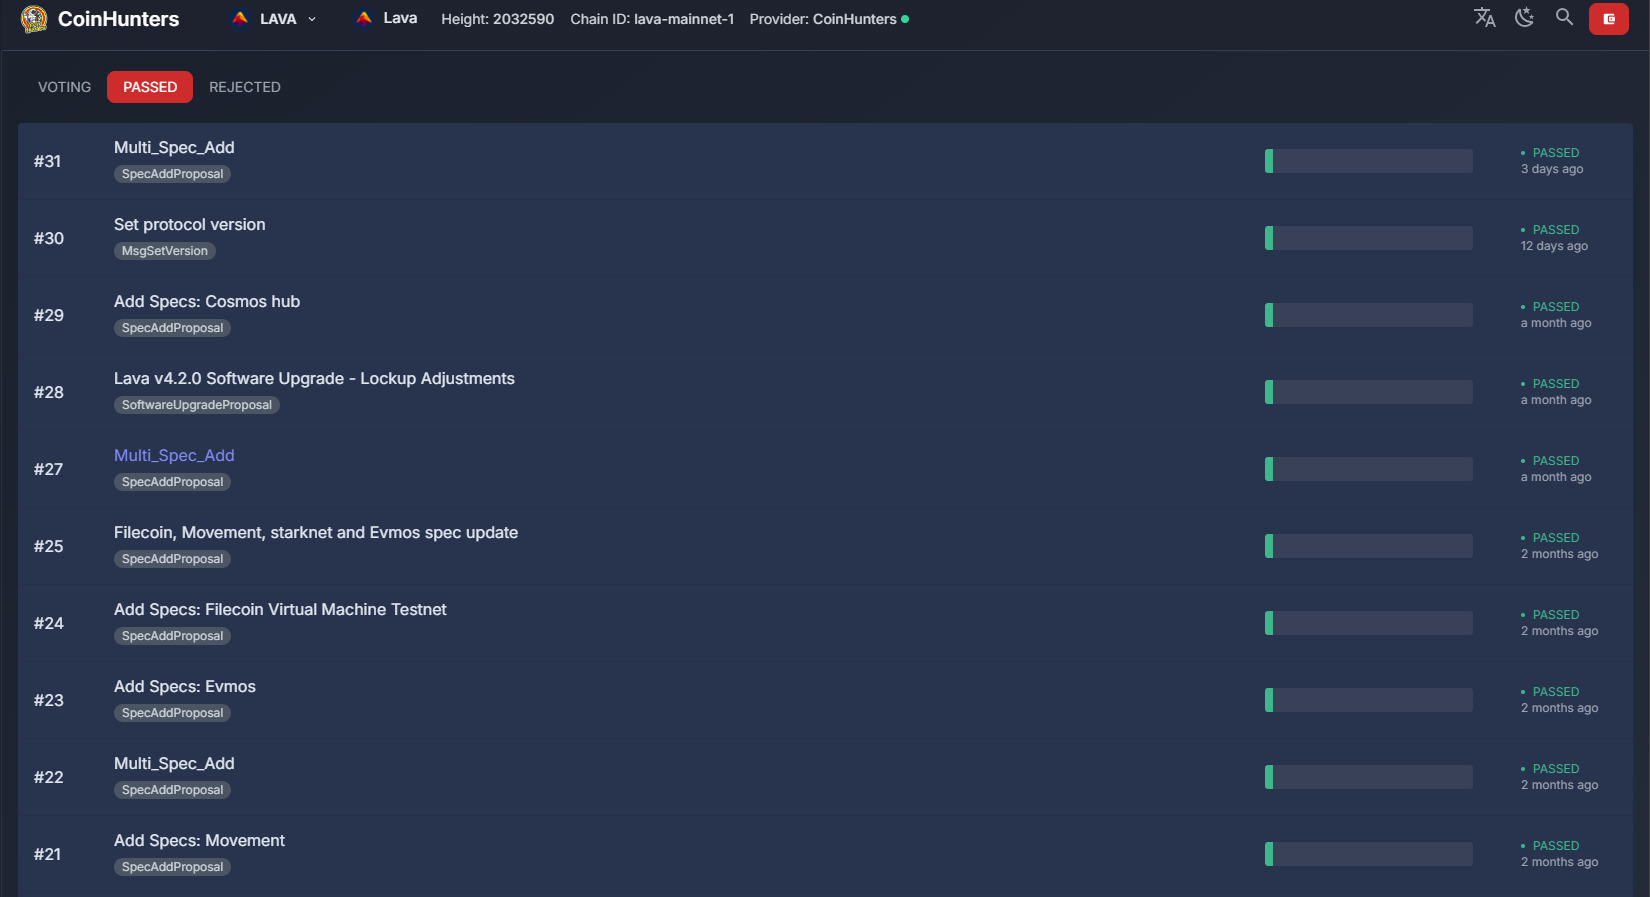 CoinHunters
LAVA
Lava
Height: 2032590
Chain ID: lava-mainnet-1
Provider: CoinHunters
VOTING
PASSED
REJECTED
#31
Multi_Spec_Add
SpecAddProposal
PASSED
3 days ago
#30
Set protocol version
MsgSetVersion
PASSED
12 days ago
#29
Add Specs: Cosmos hub
SpecAddProposal
PASSED
a month ago
#28
Lava v4.2.0 Software Upgrade - Lockup Adjustments
SoftwareUpgradeProposal
PASSED
a month ago
#27
Multi_Spec_Add
SpecAddProposal
PASSED
a month ago
#25
Filecoin, Movement, starknet and Evmos spec update
SpecAddProposal
PASSED
2 months ago
#24
Add Specs: Filecoin Virtual Machine Testnet
SpecAddProposal
PASSED
2 months ago
#23
Add Specs: Evmos
SpecAddProposal
PASSED
2 months ago
#22
Multi_Spec_Add
SpecAddProposal
PASSED
2 months ago
#21
Add Specs: Movement
SpecAddProposal
PASSED
2 months ago